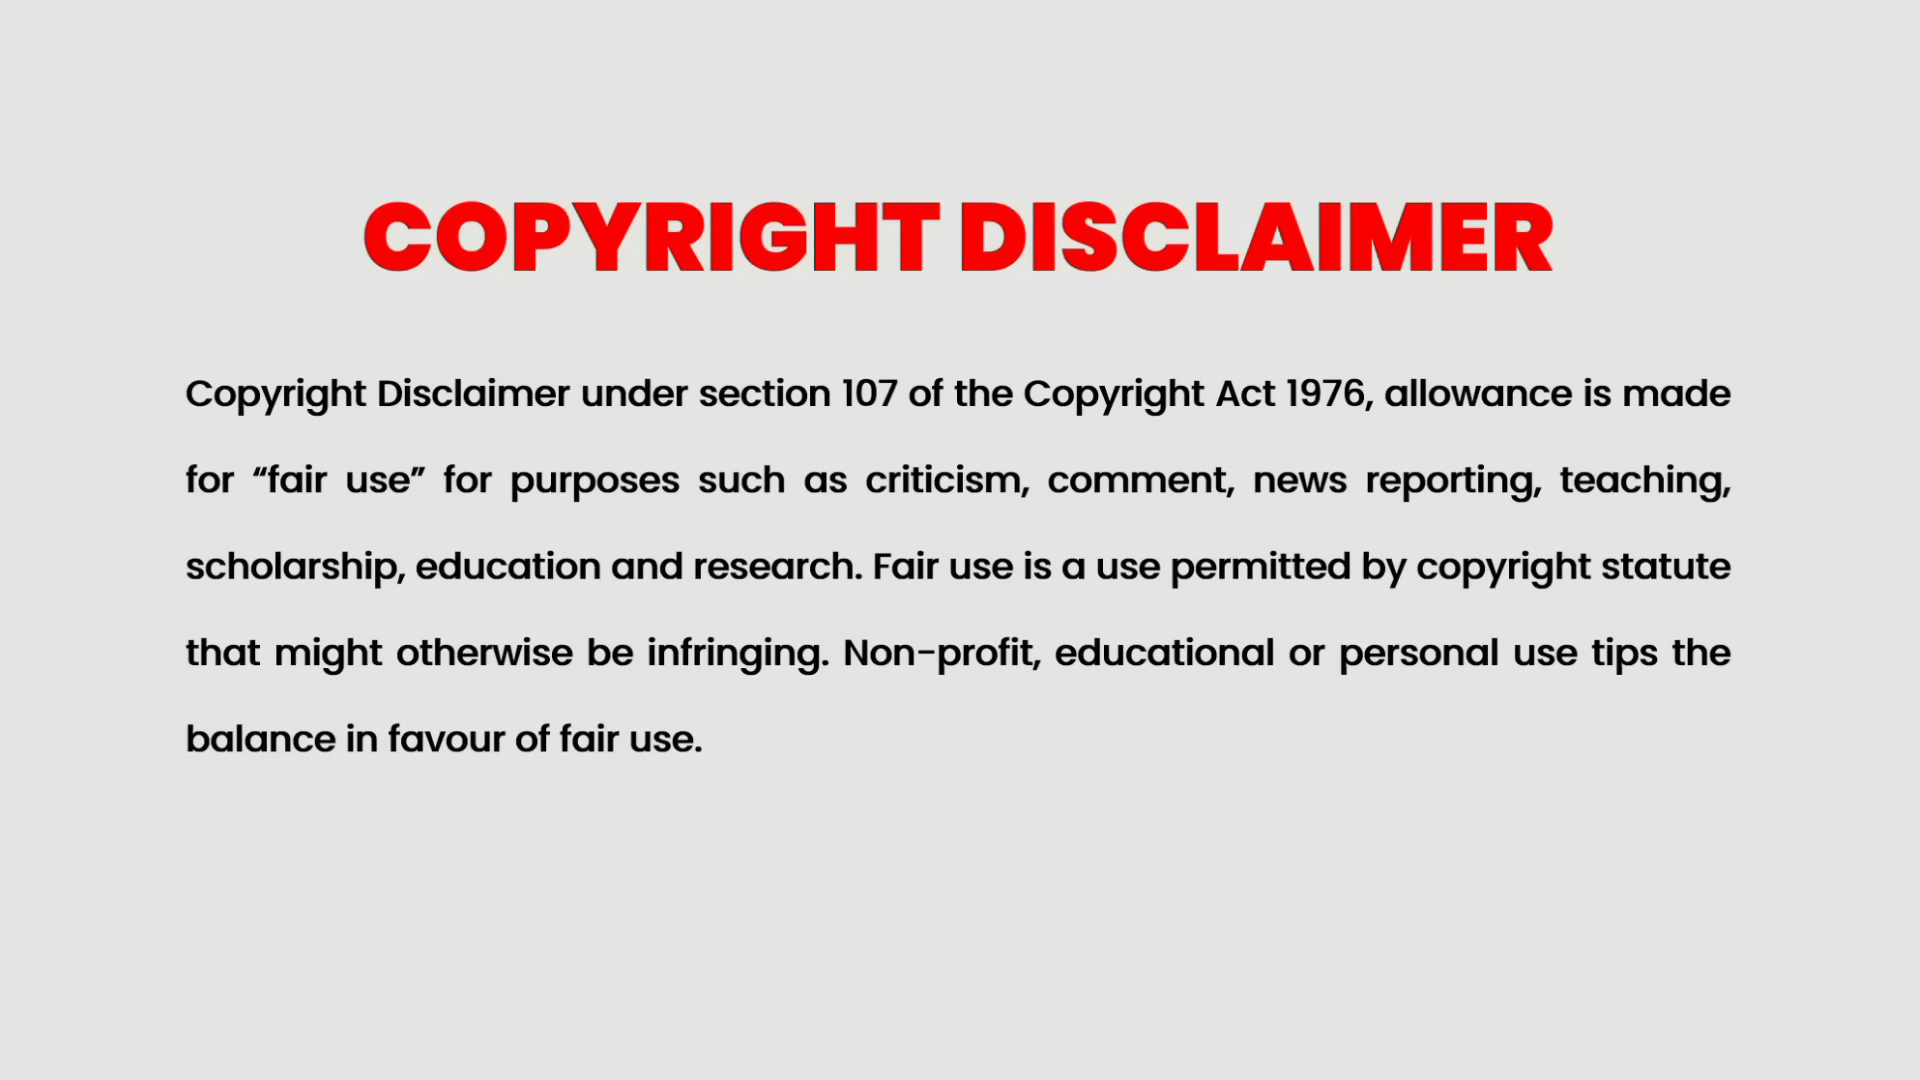 COPYRIGHT DISCLAIMER
Copyright Disclaimer under section 107 of the Copyright Act 1976, allowance is made
for “fair use” for purposes such as criticism, comment, news reporting, teaching,
scholarship, education and research. Fair use is a use permitted by copyright statute
that might otherwise be infringing. Non-profit, educational or personal use tips the
balance in favour of fair use.